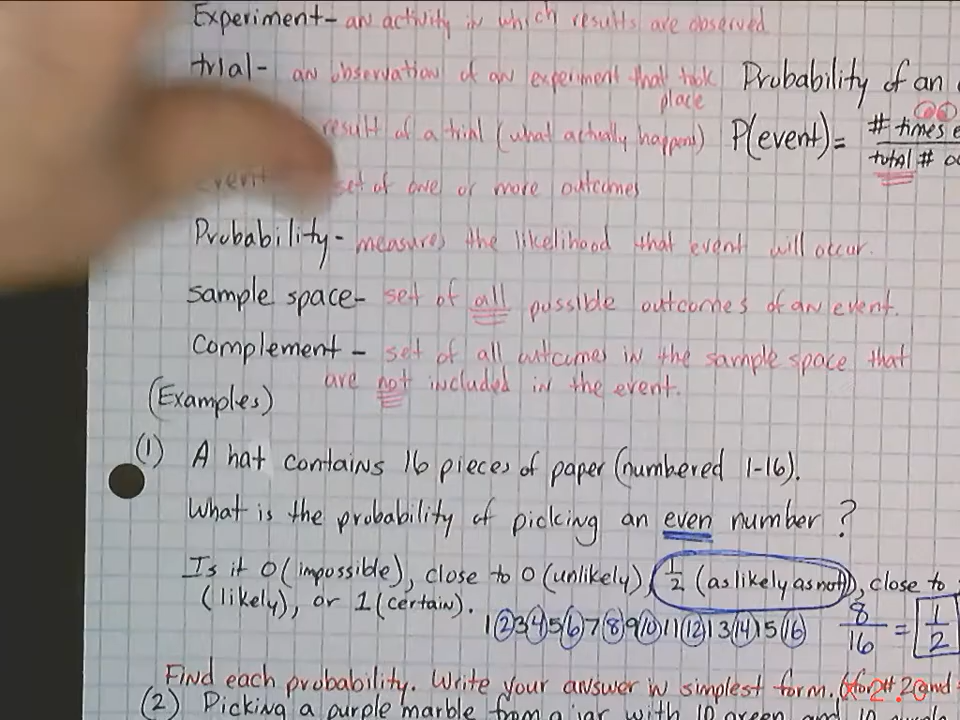 Experiment- an activity in which results are observed
trial- an observation of an experiment that took place
Probability of an
result of a trial (what actually happens)
P(event)= # times / total #
Event set of one or more outcomes
Probability- measures the likelihood that event will occur.
Sample space- set of all possible outcomes of an event.
Complement - set of all outcomes in the sample space that
are not included in the event.
(Examples)
(1) A hat contains 16 pieces of paper (numbered 1-16).
What is the probability of picking an even number?
Is it 0 (impossible), close to 0 (unlikely), 1/2 (as likely as not), close to
(likely), or 1 (certain).
1 2 3 4 5 6 7 8 9 10 11 12 13 14 15 16 8/16 = 1/2
Find each probability. Write your answer in simplest form. (for #2 and
(2) Picking a purple marble from a jar with 10 green and 10 purple